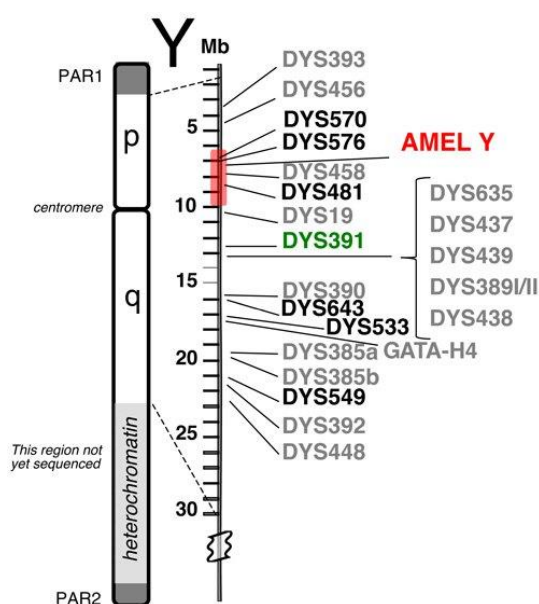 Y
Mb
PAR1
p
centromere
q
heterochromatin
This region not
yet sequenced
PAR2
5
10
15
20
25
30
DYS393
DYS456
DYS570
DYS576
AMEL Y
DYS458
DYS481
DYS19
DYS391
DYS635
DYS437
DYS439
DYS389I/II
DYS438
DYS390
DYS643
DYS533
DYS385a
GATA-H4
DYS385b
DYS549
DYS392
DYS448